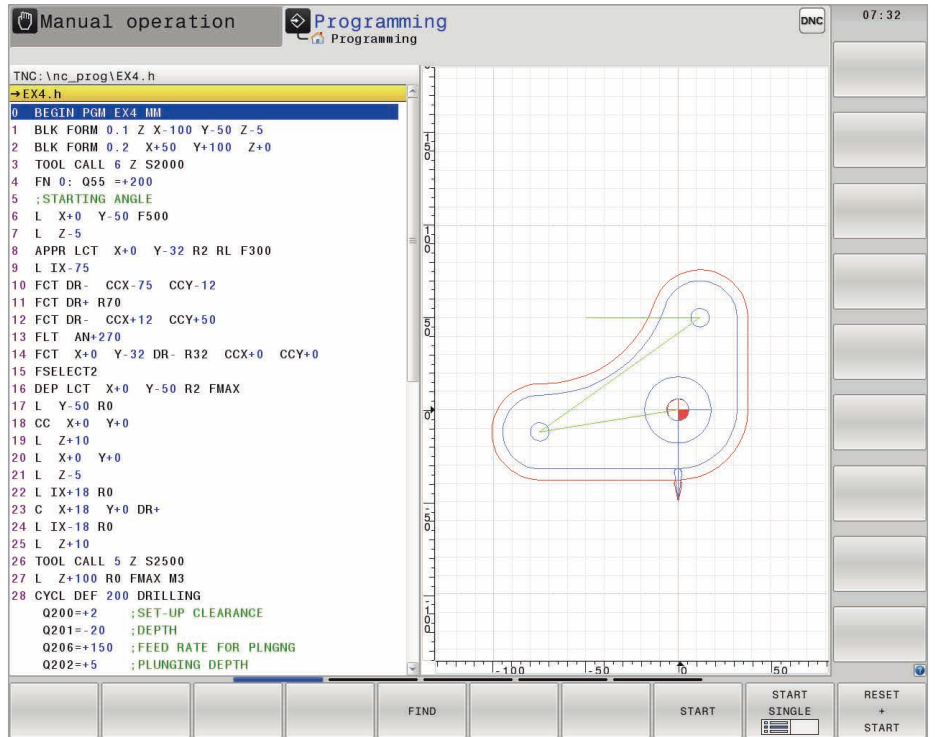 Manual operation
Programming
Programming
DNC
07:32
TNC:\nc_prog\EX4.h
→EX4.h
0 BEGIN PGM EX4 MM
1 BLK FORM 0.1 Z X-100 Y-50 Z-5
2 BLK FORM 0.2 X+50 Y+100 Z+0
3 TOOL CALL 6 Z S2000
4 FN 0: Q55 =+200
5 ;STARTING ANGLE
6 L X+0 Y-50 F500
7 L Z-5
8 APPR LCT X+0 Y-32 R2 RL F300
9 L IX-75
10 FCT DR- CCX-75 CCY-12
11 FCT DR+ R70
12 FCT DR- CCX+12 CCY+50
13 FLT AN+270
14 FCT X+0 Y-32 DR- R32 CCX+0 CCY+0
15 FSELECT2
16 DEP LCT X+0 Y-50 R2 FMAX
17 L Y-50 R0
18 CC X+0 Y+0
19 L Z+10
20 L X+0 Y+0
21 L Z-5
22 L IX+18 R0
23 C X+18 Y+0 DR+
24 L IX-18 R0
25 L Z+10
26 TOOL CALL 5 Z S2500
27 L Z+100 R0 FMAX M3
28 CYCL DEF 200 DRILLING
Q200=+2 ;SET-UP CLEARANCE
Q201=-20 ;DEPTH
Q206=+150 ;FEED RATE FOR PLNGNG
Q202=+5 ;PLUNGING DEPTH
150
100
50
0
-50
-100
-100 -50 0 50
FIND
START
START SINGLE
RESET + START